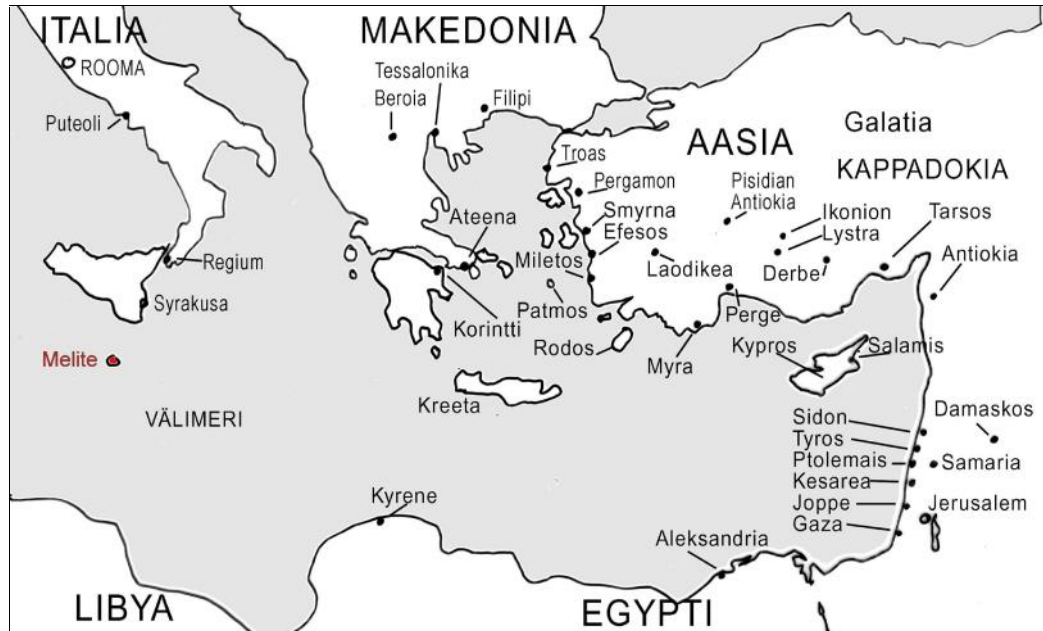 ITALIA
ROOMA
Puteoli
Regium
Syrakusa
Melite
VÄLIMERI
MAKEDONIA
Tessalonika
Beroia
Filipi
Ateena
Korintti
Kreeta
Troas
Pergamon
Smyrna
Efesos
Miletos
Patmos
Rodos
AASIA
Galatia
KAPPADOKIA
Pisidian
Antiokia
Ikonion
Lystra
Derbe
Laodikea
Perge
Myra
Tarsos
Antiokia
Kypros
Salamis
Sidon
Tyros
Ptolemais
Kesarea
Joppe
Gaza
Damaskos
Samaria
Jerusalem
Kyrene
Aleksandria
LIBYA
EGYPTI